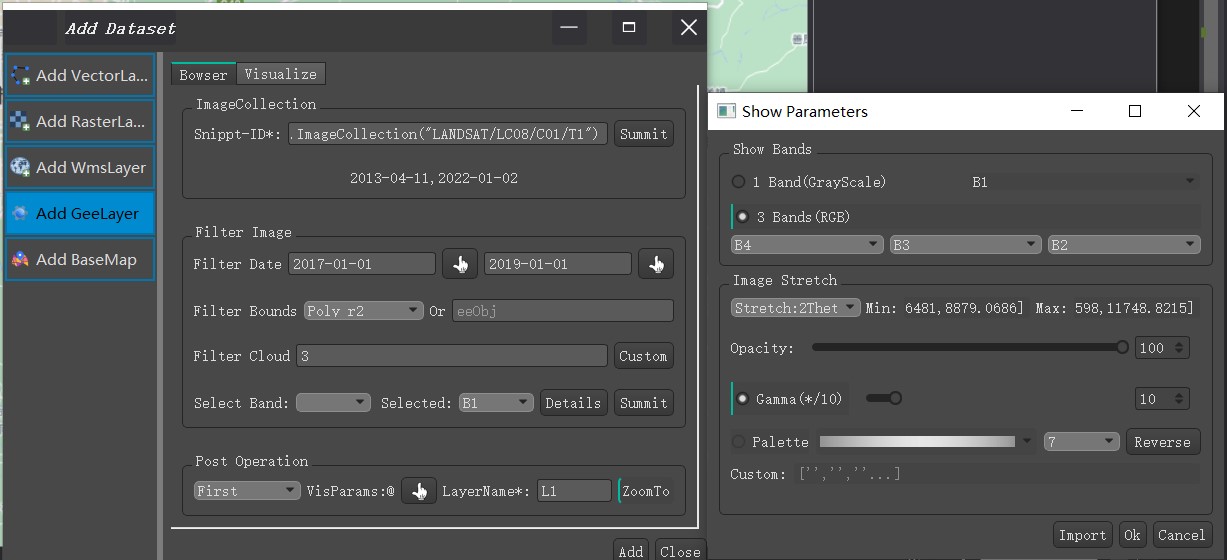 Add Dataset
Add VectorLa...
Add RasterLa...
Add WmsLayer
Add GeeLayer
Add BaseMap
Bowser Visualize
ImageCollection
Snippt-ID*: .ImageCollection("LANDSAT/LC08/C01/T1") Summit
2013-04-11,2022-01-02
Filter Image
Filter Date 2017-01-01 2019-01-01
Filter Bounds Poly r2 Or eeObj
Filter Cloud 3 Custom
Select Band: Selected: B1 Details Summit
Post Operation
First VisParams:@ LayerName*: L1 ZoomTo
Add Close
Show Parameters
Show Bands
1 Band(GrayScale) B1
3 Bands(RGB)
B4 B3 B2
Image Stretch
Stretch:2Thet Min: 6481,8879.0686] Max: 598,11748.8215]
Opacity: 100
Gamma(*/10) 10
Palette 7 Reverse
Custom: ['','',''...]
Import Ok Cancel